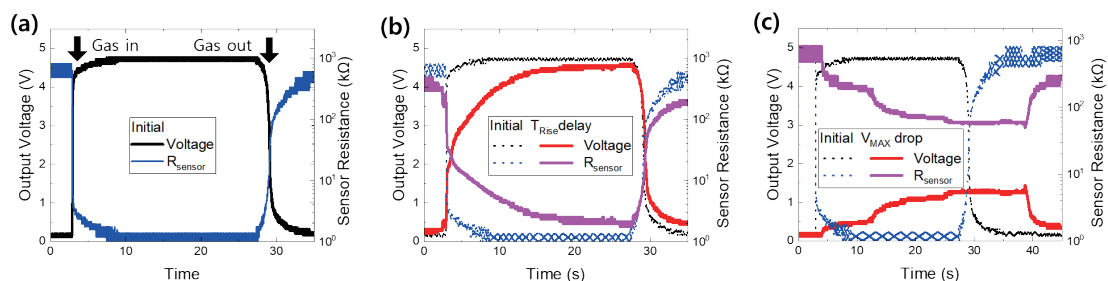 (a)
Gas in
Gas out
Output Voltage (V)
5
4
3
2
1
0
Initial
Voltage
Rsensor
10³
10²
10¹
10⁰
Sensor Resistance (kΩ)
0
10
20
30
Time
(b)
Output Voltage (V)
5
4
3
2
1
0
Initial TRise delay
Voltage
Rsensor
10³
10²
10¹
10⁰
Sensor Resistance (kΩ)
0
10
20
30
Time (s)
(c)
Output Voltage (V)
5
4
3
2
1
0
Initial VMAX drop
Voltage
Rsensor
10³
10²
10¹
10⁰
Sensor Resistance (kΩ)
0
10
20
30
40
Time (s)